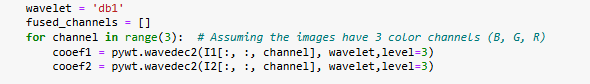 wavelet = 'db1'
fused_channels = []
for channel in range(3):  # Assuming the images have 3 color channels (B, G, R)
    cooef1 = pywt.wavedec2(I1[:, :, channel], wavelet,level=3)
    cooef2 = pywt.wavedec2(I2[:, :, channel], wavelet,level=3)